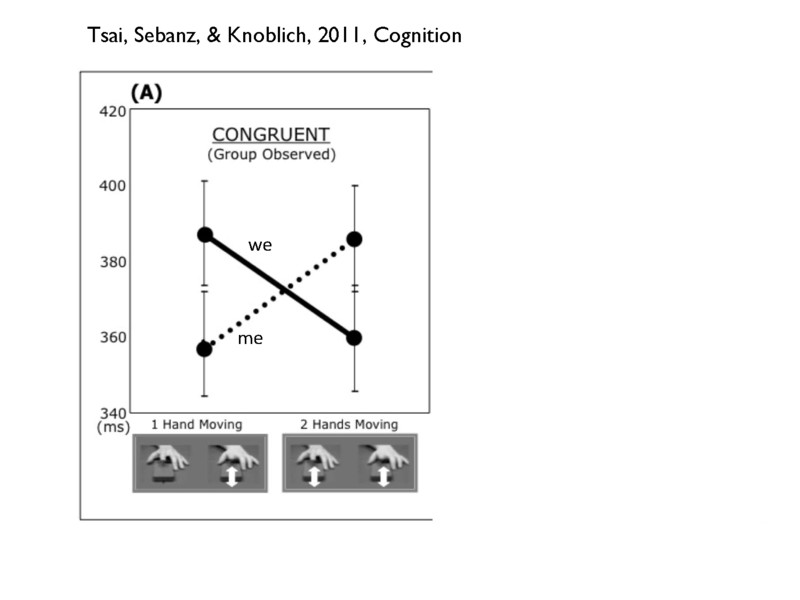 Tsai, Sebanz, & Knoblich, 2011, Cognition
(A)
420
CONGRUENT
(Group Observed)
400
we
380
360
me
340
(ms)
1 Hand Moving
2 Hands Moving